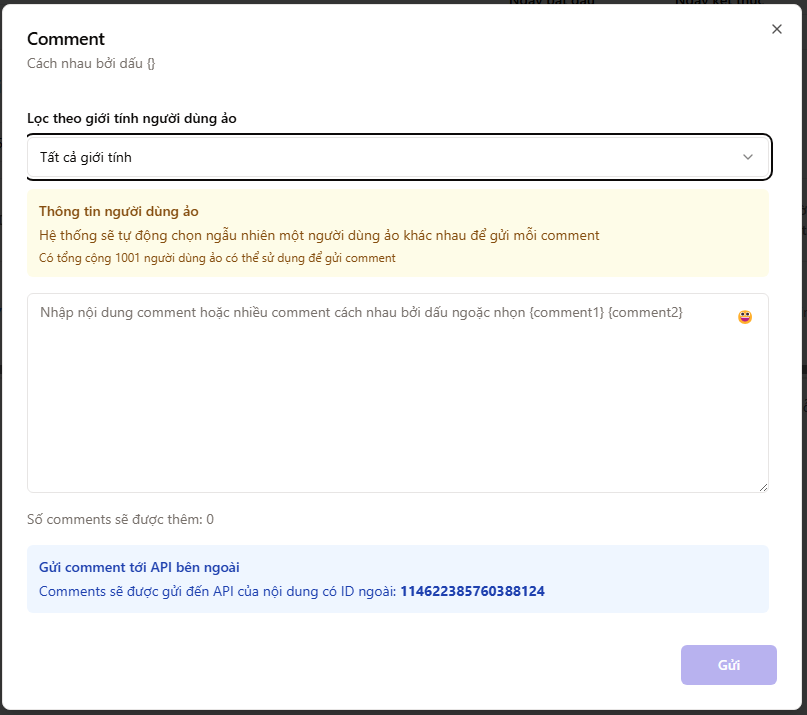 Comment
Cách nhau bởi dấu {}
Lọc theo giới tính người dùng ảo
Tất cả giới tính
Thông tin người dùng ảo
Hệ thống sẽ tự động chọn ngẫu nhiên một người dùng ảo khác nhau để gửi mỗi comment
Có tổng cộng 1001 người dùng ảo có thể sử dụng để gửi comment
Nhập nội dung comment hoặc nhiều comment cách nhau bởi dấu ngoặc nhọn {comment1} {comment2}
Số comments sẽ được thêm: 0
Gửi comment tới API bên ngoài
Comments sẽ được gửi đến API của nội dung có ID ngoài: 114622385760388124
Gửi